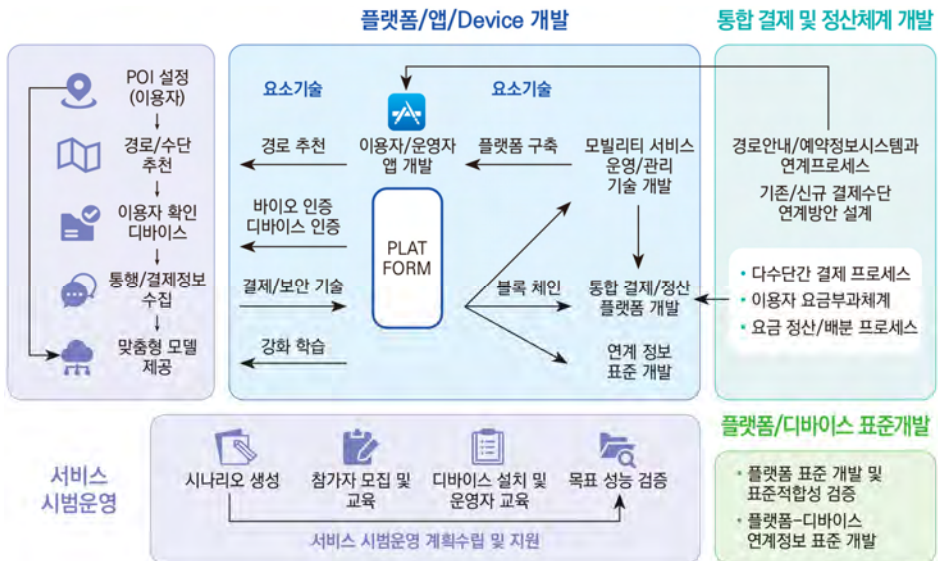 플랫폼/앱/Device 개발
통합 결제 및 정산체계 개발
POI 설정
(이용자)
경로/수단
추천
이용자 확인
디바이스
통행/결제정보
수집
맞춤형 모델
제공
요소기술
요소기술
경로 추천
이용자/운영자
앱 개발
플랫폼 구축
모빌리티 서비스
운영/관리
기술 개발
바이오 인증
디바이스 인증
PLAT
FORM
결제/보안 기술
블록 체인
통합 결제/정산
플랫폼 개발
강화 학습
연계 정보
표준 개발
경로안내/예약정보시스템과
연계프로세스
기존/신규 결제수단
연계방안 설계
• 다수단간 결제 프로세스
• 이용자 요금부과체계
• 요금 정산/배분 프로세스
서비스
시범운영
시나리오 생성
참가자 모집 및
교육
디바이스 설치 및
운영자 교육
목표 성능 검증
서비스 시범운영 계획수립 및 지원
플랫폼/디바이스 표준개발
• 플랫폼 표준 개발 및
표준적합성 검증
• 플랫폼-디바이스
연계정보 표준 개발